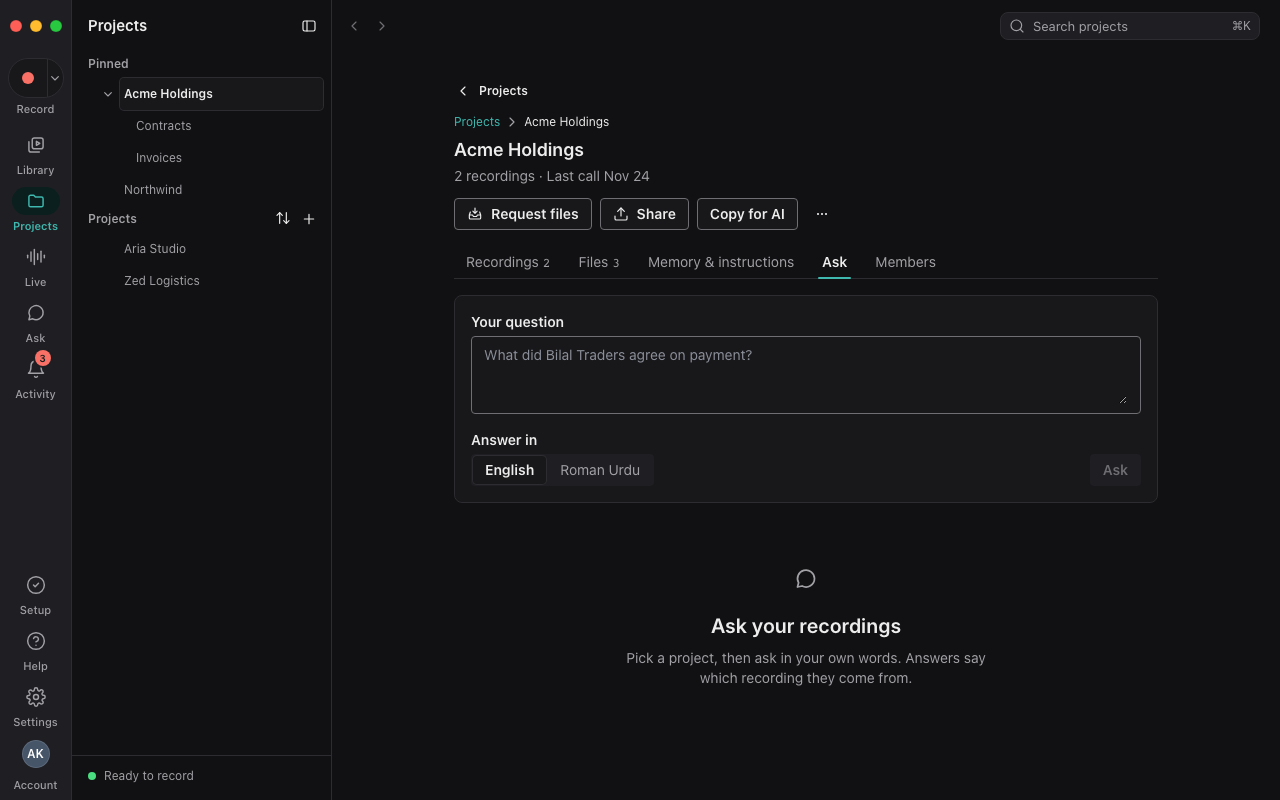 Projects
Search projects
⌘K
Record
Library
Projects
Live
Ask
3
Activity
Setup
Help
Settings
AK
Account
Pinned
Acme Holdings
Contracts
Invoices
Northwind
Projects
Aria Studio
Zed Logistics
Ready to record
Projects
Projects > Acme Holdings
Acme Holdings
2 recordings · Last call Nov 24
Request files Share Copy for AI ...
Recordings 2 Files 3 Memory & instructions Ask Members
Your question
What did Bilal Traders agree on payment?
Answer in
English Roman Urdu Ask
Ask your recordings
Pick a project, then ask in your own words. Answers say
which recording they come from.